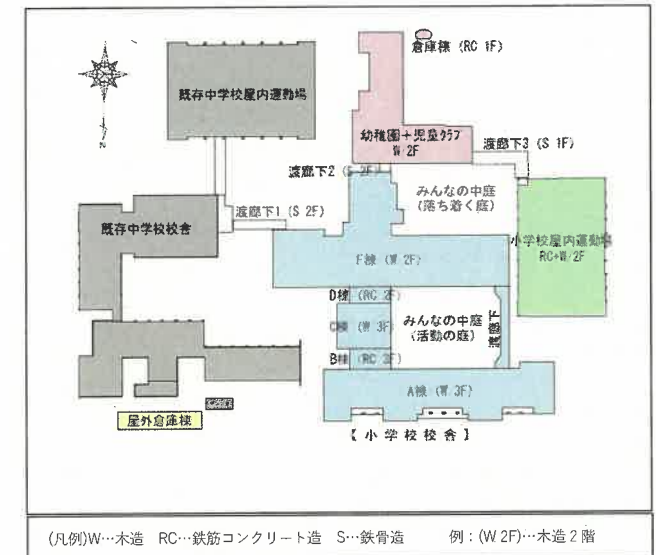 倉庫棟 (RC 1F)
既存中学校屋内運動場
幼稚園+児童クラブ
W/2F
渡廊下3 (S 1F)
渡廊下2 (S 2F)
みんなの中庭
(落ち着く庭)
渡廊下1 (S 2F)
既存中学校校舎
小学校屋内運動場
RC+W/2F
F棟 (W 2F)
D棟 (RC 2F)
C棟 (W 3F)
みんなの中庭
(活動の庭)
渡廊下
B棟 (RC 3F)
A棟 (W 3F)
屋外倉庫棟
【 小 学 校 校 舎 】
N
(凡例)W…木造 RC…鉄筋コンクリート造 S…鉄骨造 例:(W 2F)…木造2階